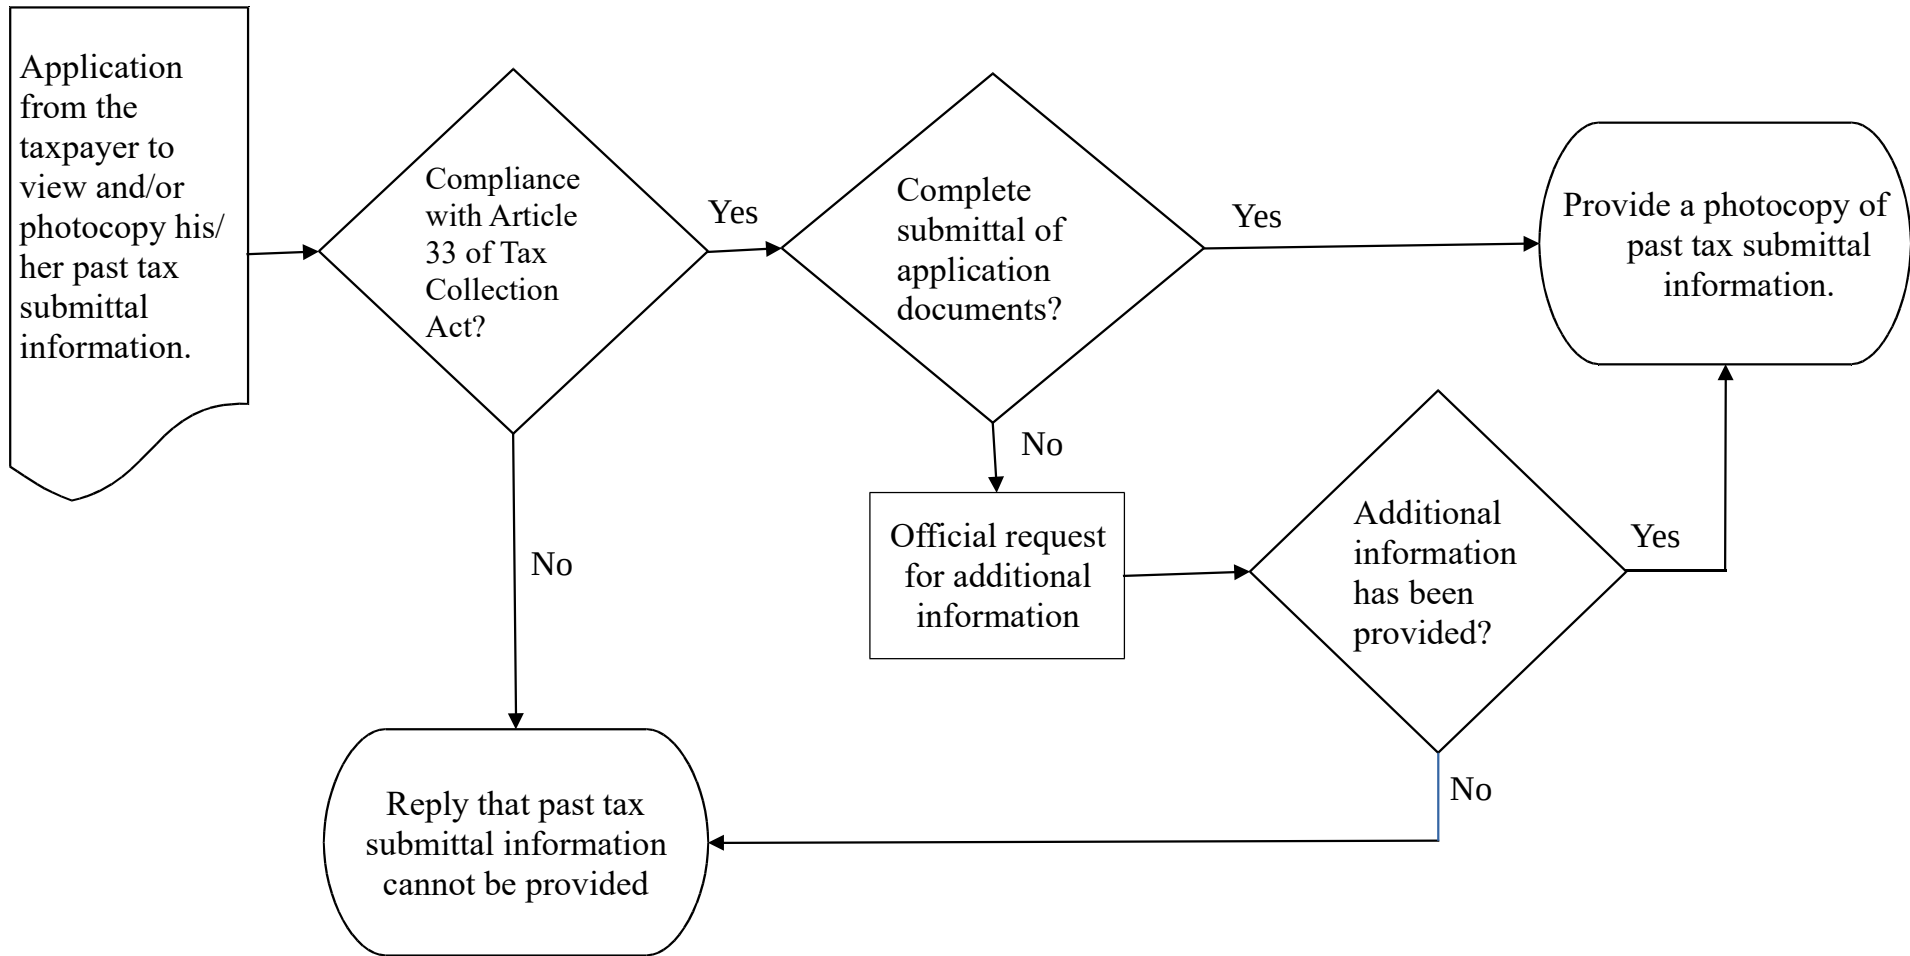 Application
from the
taxpayer to
view and/or
photocopy his/
her past tax
submittal
information.
Compliance
with Article
33 of Tax
Collection
Act?
Yes
Complete
submittal of
application
documents?
Yes
Provide a photocopy of
past tax submittal
information.
No
Official request
for additional
information
Additional
information
has been
provided?
Yes
No
Reply that past tax
submittal information
cannot be provided
No